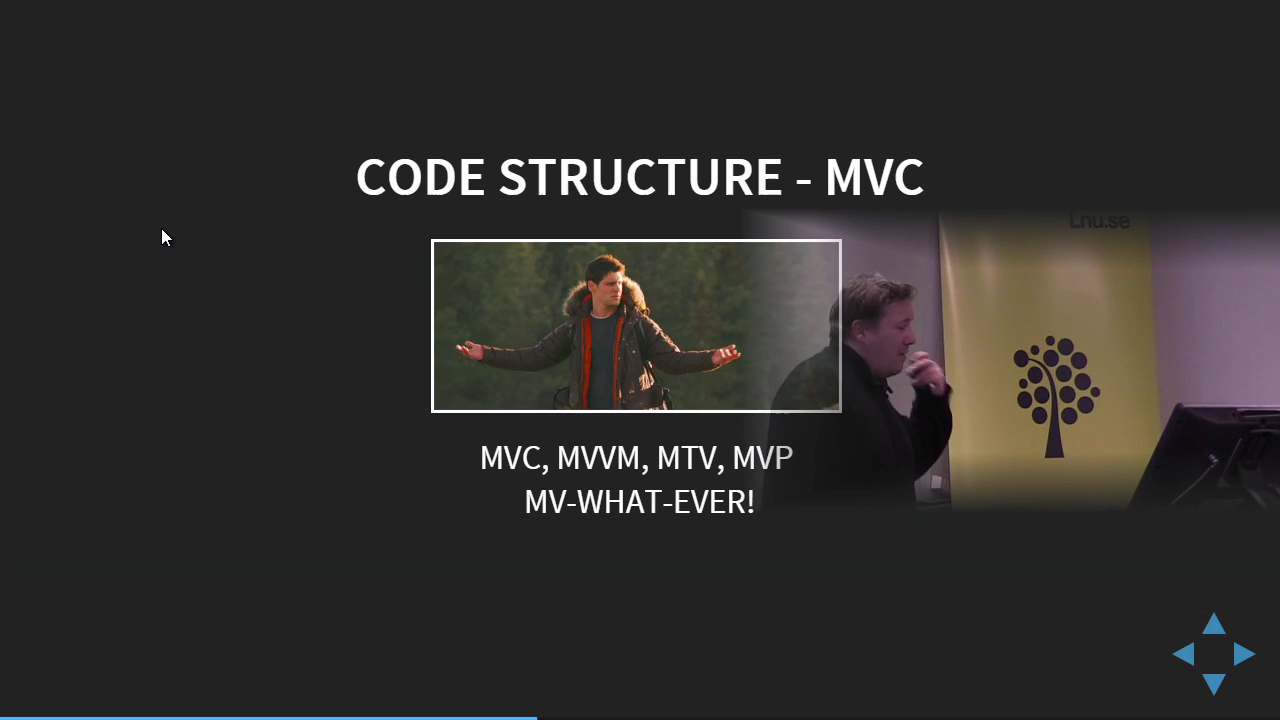 CODE STRUCTURE - MVC
Lnu.se
MVC, MVVM, MTV, MVP
MV-WHAT-EVER!